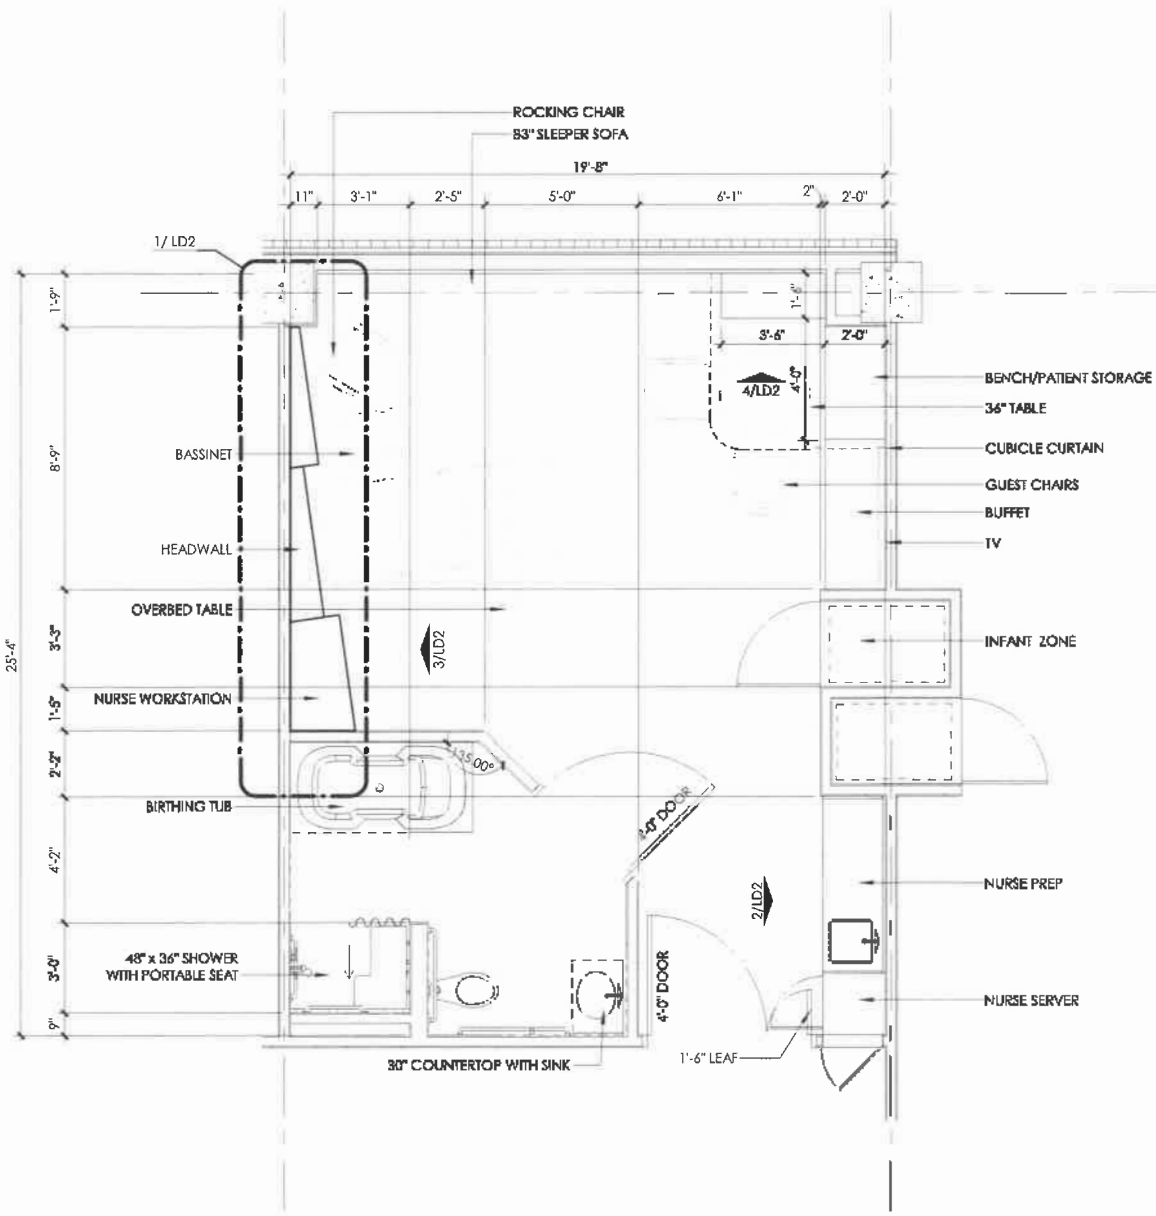 ROCKING CHAIR
83" SLEEPER SOFA
19'-8"
11"
3'-1"
2'-5"
5'-0"
6'-1"
2"
2'-0"
1/ LD2
1'-9"
1'-6"
3'-6"
2'-0"
4'-0"
4/LD2
BENCH/PATIENT STORAGE
36" TABLE
CUBICLE CURTAIN
BASSINET
8'-9"
GUEST CHAIRS
BUFFET
HEADWALL
TV
OVERBED TABLE
3'-3"
25'-4"
3/LD2
INFANT ZONE
NURSE WORKSTATION
1'-5"
2'-2"
135.00°
BIRTHING TUB
4'-0" DOOR
4'-2"
NURSE PREP
2/LD2
48" x 36" SHOWER
WITH PORTABLE SEAT
3'-0"
4'-0" DOOR
NURSE SERVER
9"
30" COUNTERTOP WITH SINK
1'-6" LEAF